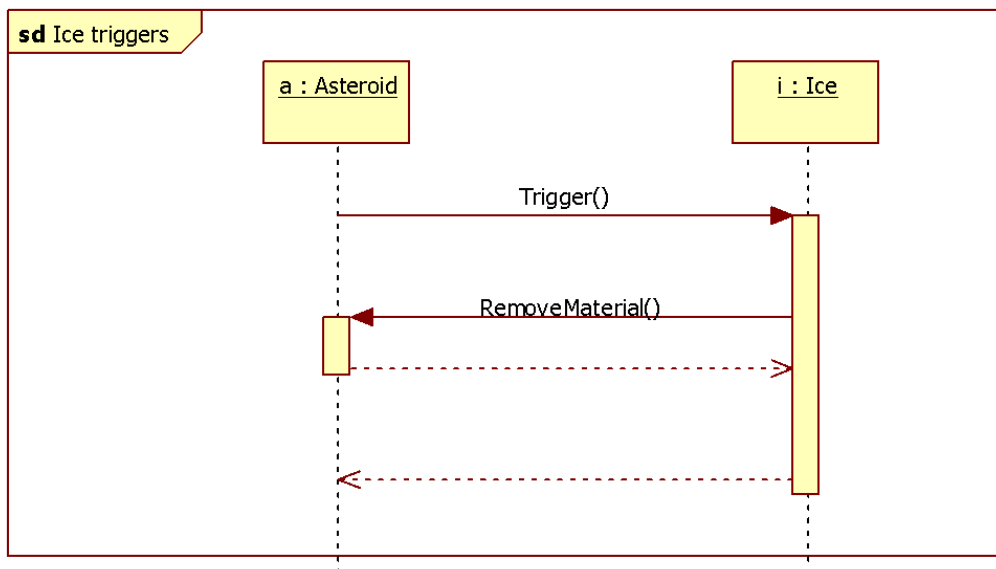 sd Ice triggers
a : Asteroid
i : Ice
Trigger()
RemoveMaterial()